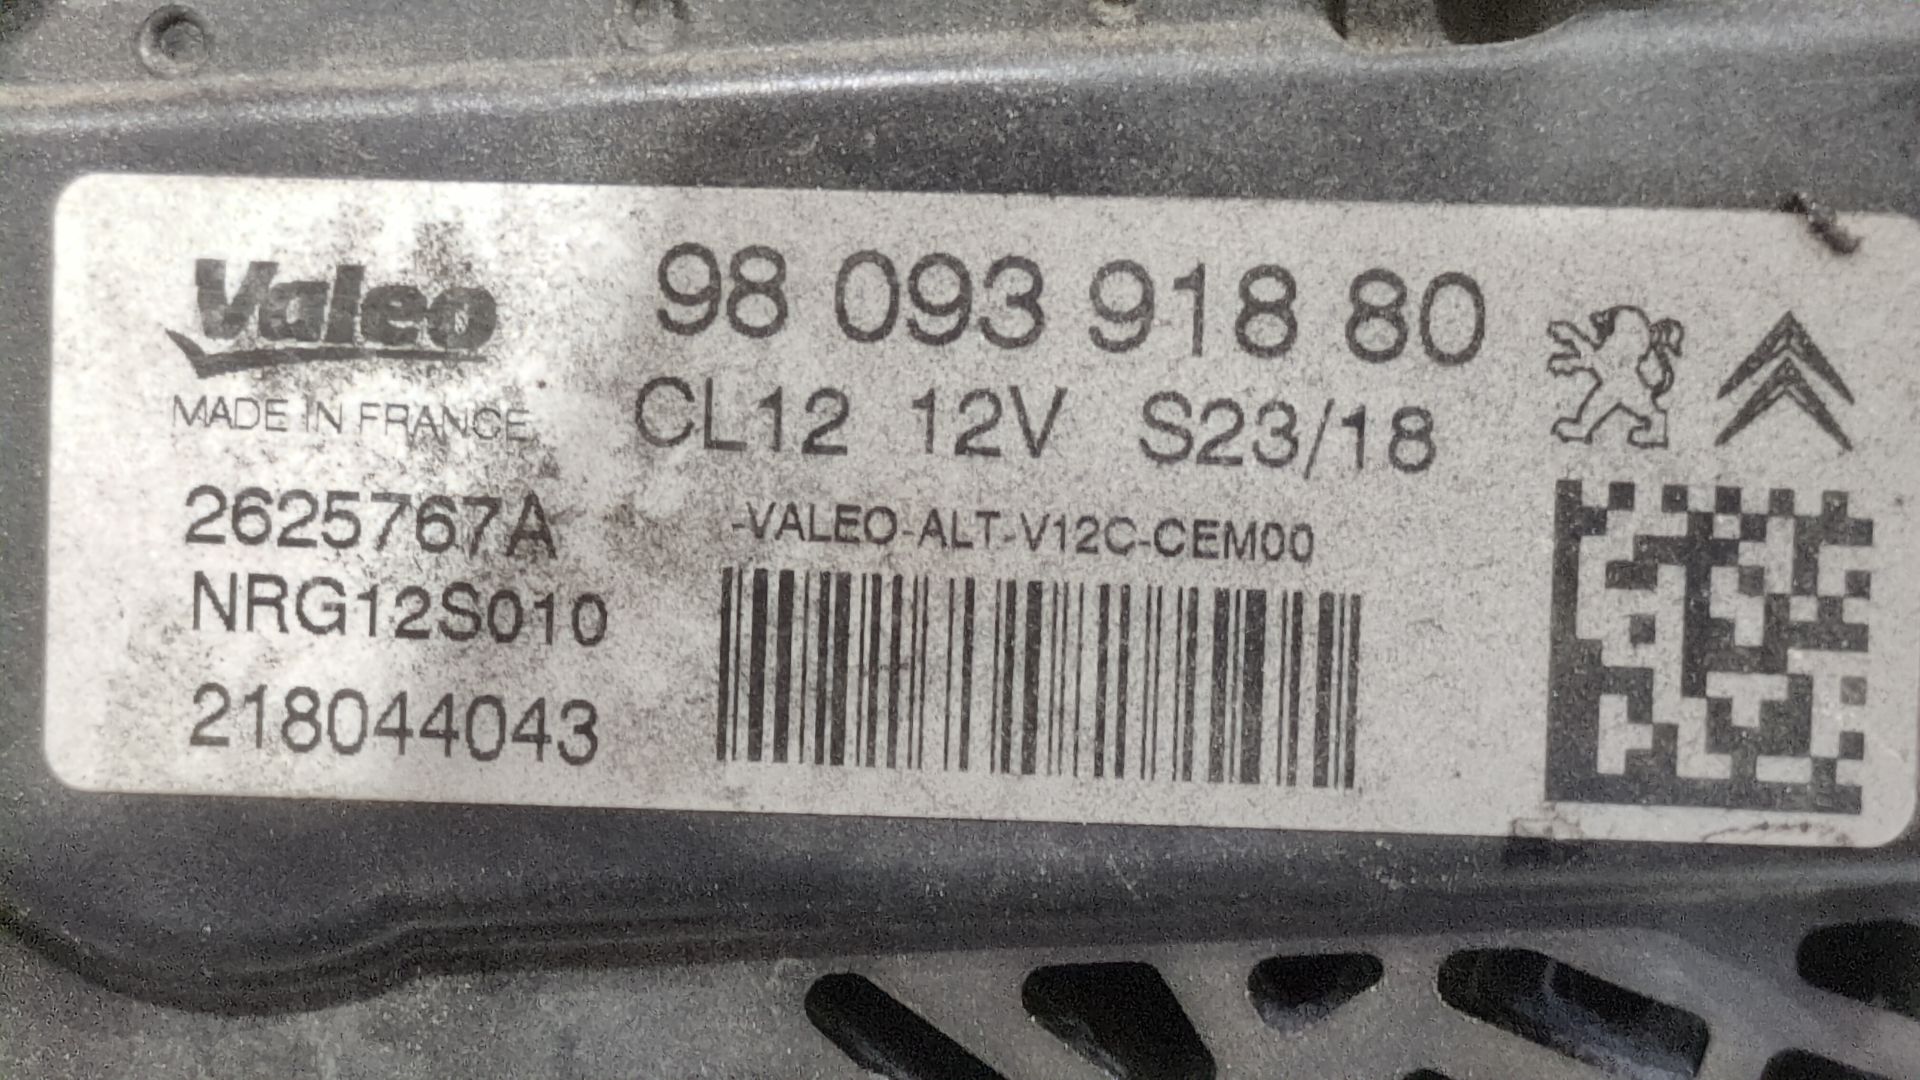 Valeo
MADE IN FRANCE
98 093 918 80
CL12 12V S23/18
2625767A
NRG12S010
218044043
-VALEO-ALT-V12C-CEM00